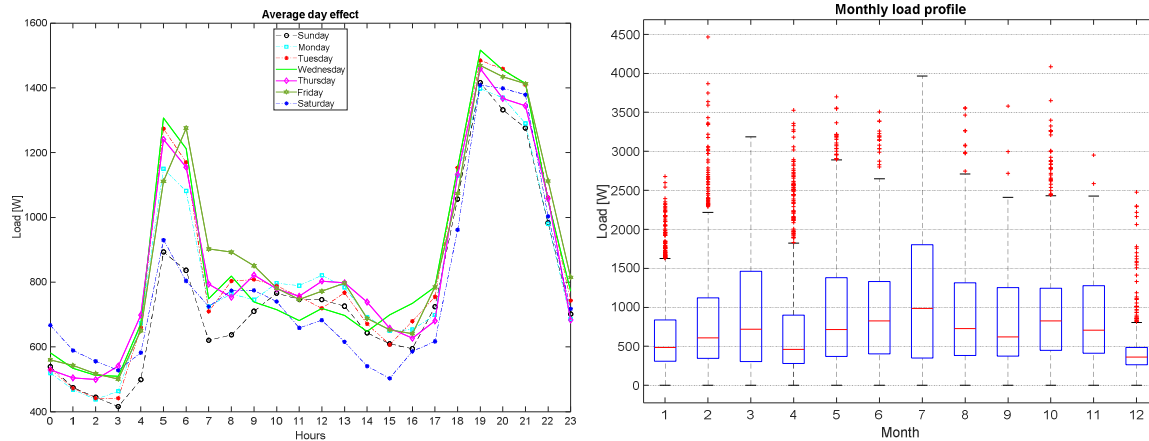 Average day effect
Sunday
Monday
Tuesday
Wednesday
Thursday
Friday
Saturday
Load [W]
1600
1400
1200
1000
800
600
400
0 1 2 3 4 5 6 7 8 9 10 11 12 13 14 15 16 17 18 19 20 21 22 23
Hours
Monthly load profile
Load [W]
4500
4000
3500
3000
2500
2000
1500
1000
500
0
1 2 3 4 5 6 7 8 9 10 11 12
Month